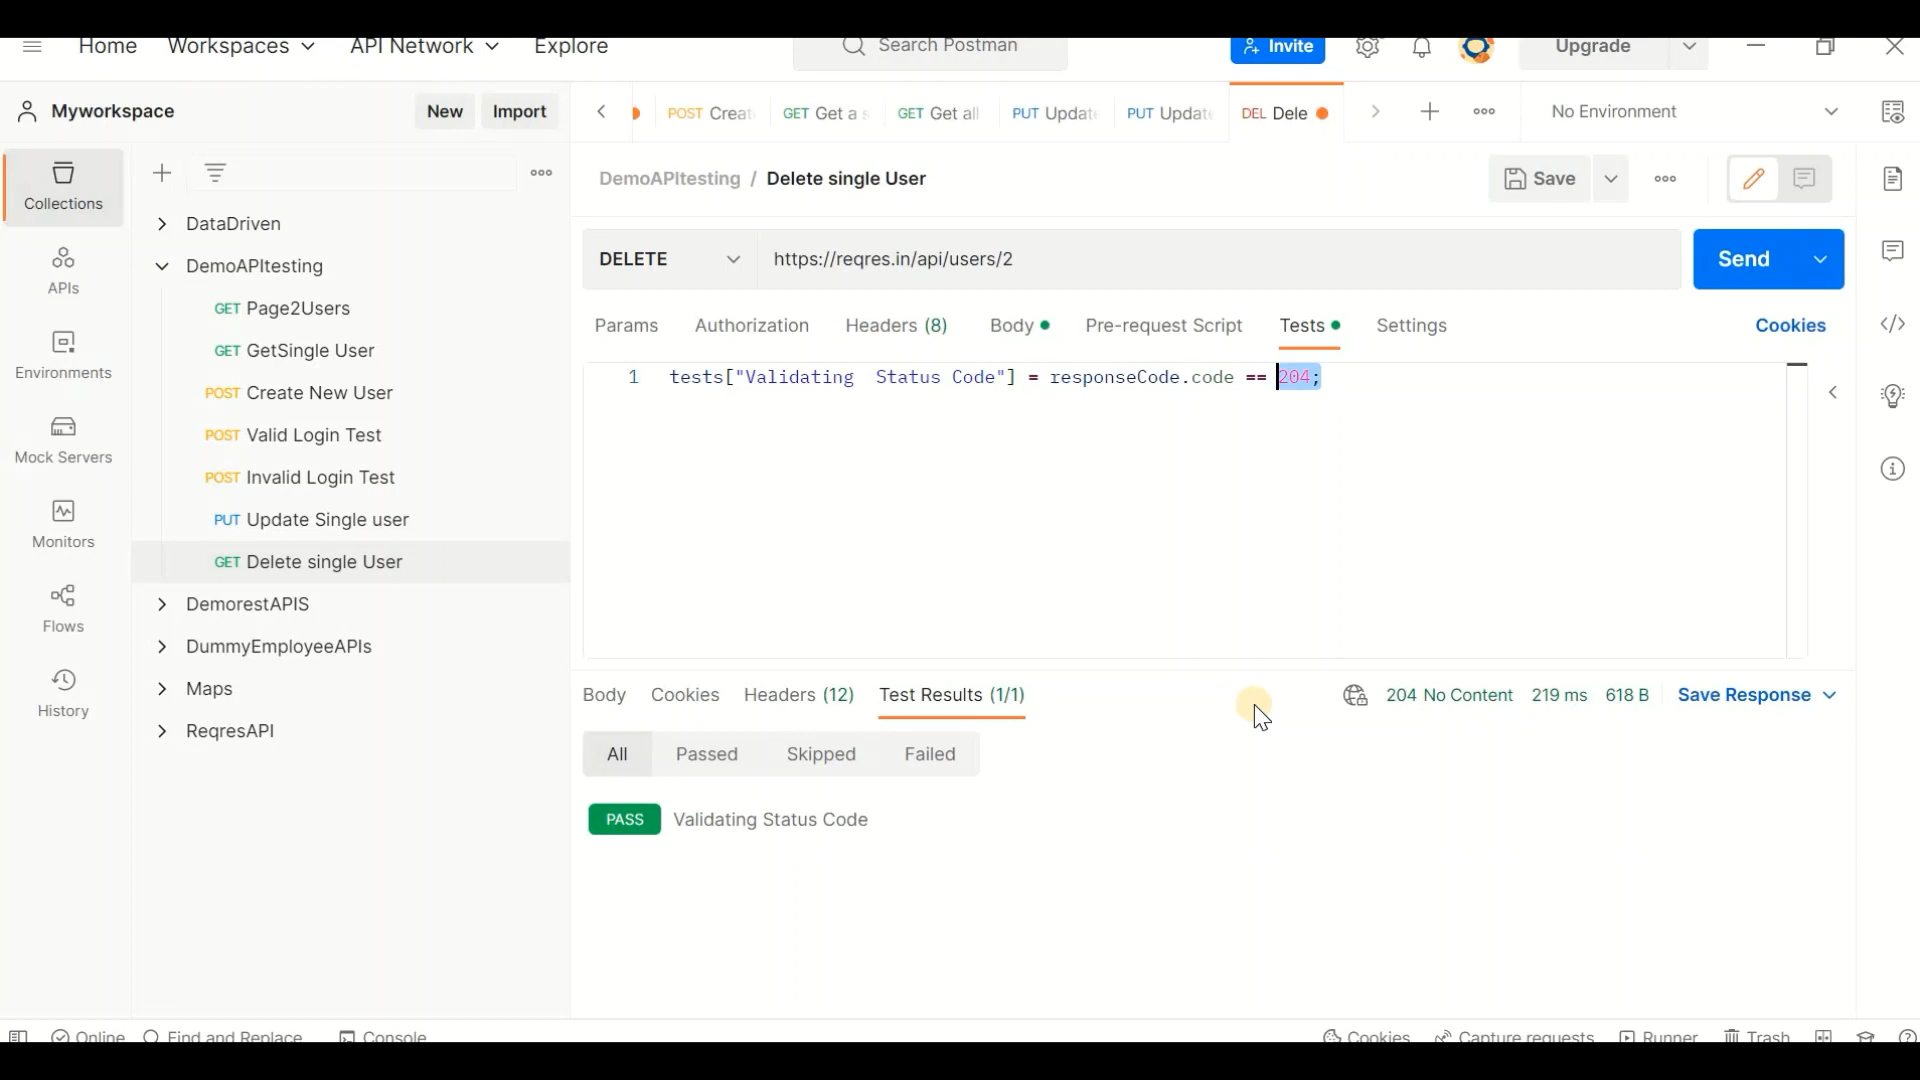 Home Workspaces API Network Explore Search Postman Invite Upgrade
Myworkspace New Import POST Creat GET Get a s GET Get all PUT Update PUT Update DEL Dele No Environment
Collections
APIs
Environments
Mock Servers
Monitors
Flows
History
DataDriven
DemoAPItesting
GET Page2Users
GET GetSingle User
POST Create New User
POST Valid Login Test
POST Invalid Login Test
PUT Update Single user
GET Delete single User
DemorestAPIS
DummyEmployeeAPIs
Maps
ReqresAPI
DemoAPItesting / Delete single User Save
DELETE https://reqres.in/api/users/2 Send
Params Authorization Headers (8) Body Pre-request Script Tests Settings Cookies
1 tests["Validating  Status Code"] = responseCode.code == 204;
Body Cookies Headers (12) Test Results (1/1) 204 No Content 219 ms 618 B Save Response
All Passed Skipped Failed
PASS Validating Status Code
Online Find and Replace Console Cookies Capture requests Runner Trash